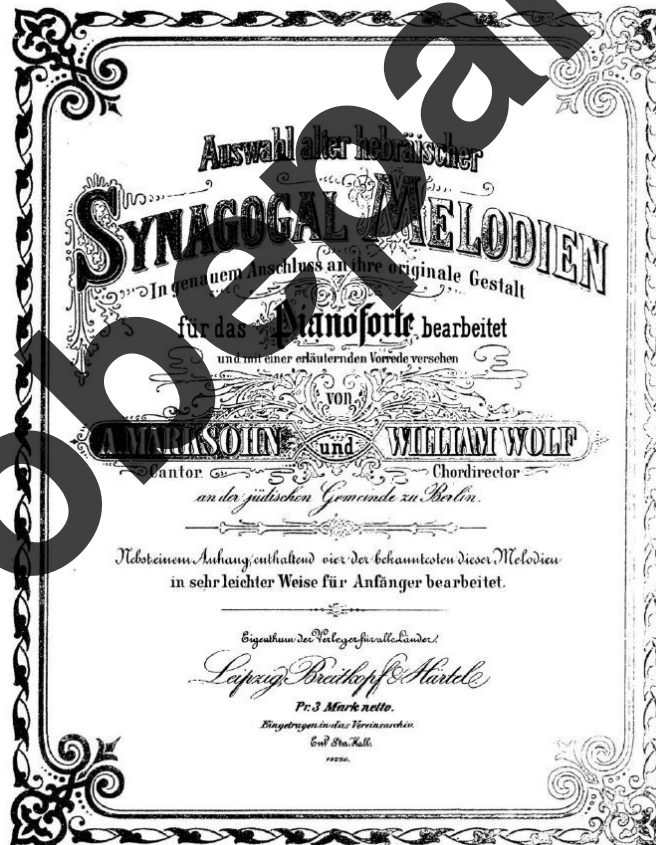 Auswahl alter hebräischer
SYNAGOGAL MELODIEN
In genauem Anschluss an ihre originale Gestalt
für das Pianoforte bearbeitet
und mit einer erläuternden Vorrede versehen
von
A. MARKSOHN und WILLIAM WOLF
Cantor Chordirector
an der jüdischen Gemeinde zu Berlin.
Nebst einem Anhang, enthaltend vier der bekanntesten dieser Melodien
in sehr leichter Weise für Anfänger bearbeitet.
Eigenthum der Verleger für alle Länder.
Leipzig, Breitkopf & Härtel
Pr. 3 Mark netto.
Eingetragen in das Vereinsarchiv.
Ent. Sta. Hall.